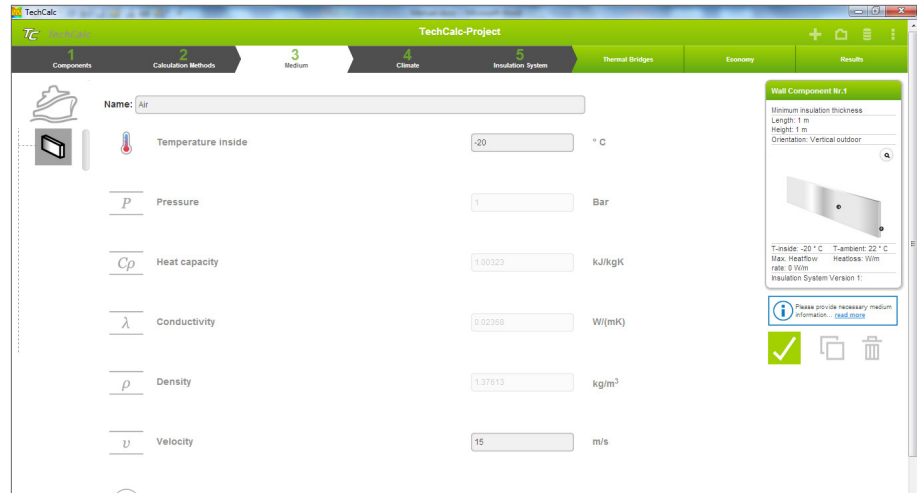 TechCalc
TC TechCalc
TechCalc-Project
1
Components
2
Calculation Methods
3
Medium
4
Climate
5
Insulation System
Thermal Bridges
Economy
Results
Name: Air
Temperature inside
-20
° C
P
Pressure
1
Bar
Cρ
Heat capacity
1.00323
kJ/kgK
λ
Conductivity
0.02368
W/(mK)
ρ
Density
1.37613
kg/m³
υ
Velocity
15
m/s
Wall Component Nr.1
Minimum insulation thickness
Length: 1 m
Height: 1 m
Orientation: Vertical outdoor
T-inside: -20 ° C T-ambient: 22 ° C
Max. Heatflow Heatloss: W/m
rate: 0 W/m
Insulation System Version 1:
Please provide necessary medium
information... read more